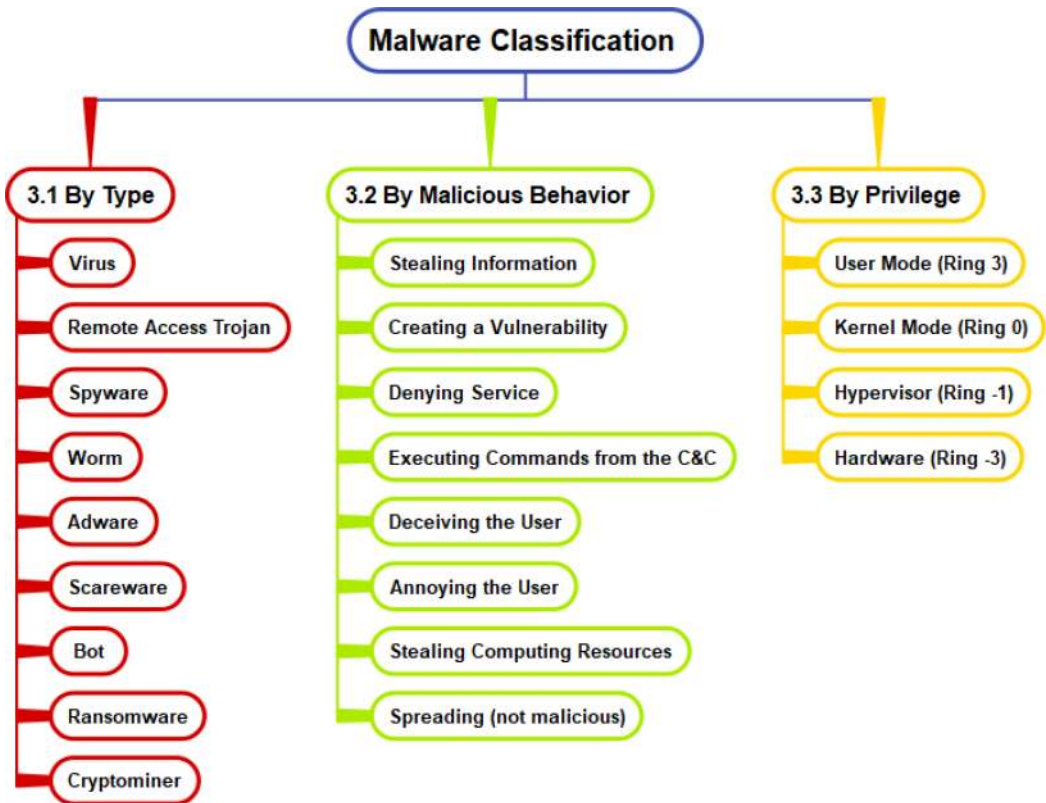 Malware Classification
3.1 By Type
Virus
Remote Access Trojan
Spyware
Worm
Adware
Scareware
Bot
Ransomware
Cryptominer
3.2 By Malicious Behavior
Stealing Information
Creating a Vulnerability
Denying Service
Executing Commands from the C&C
Deceiving the User
Annoying the User
Stealing Computing Resources
Spreading (not malicious)
3.3 By Privilege
User Mode (Ring 3)
Kernel Mode (Ring 0)
Hypervisor (Ring -1)
Hardware (Ring -3)